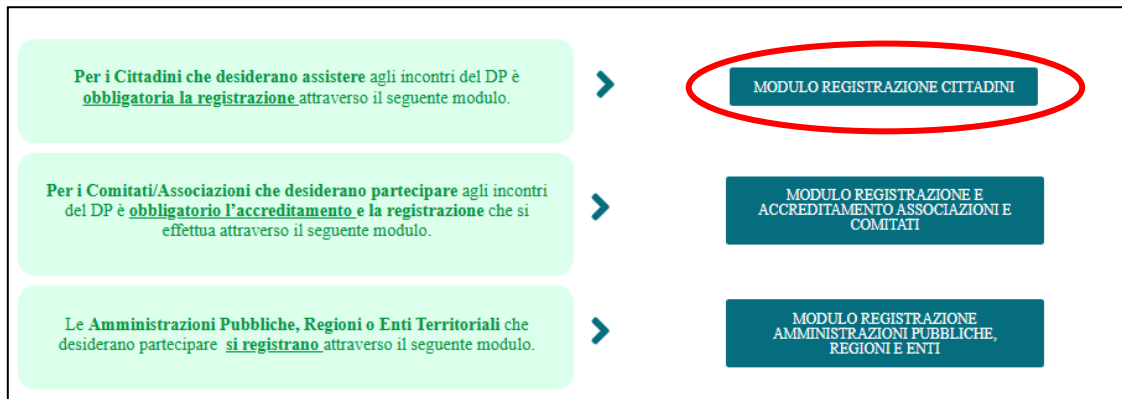 Per i Cittadini che desiderano assistere agli incontri del DP è
obbligatoria la registrazione attraverso il seguente modulo.
MODULO REGISTRAZIONE CITTADINI
Per i Comitati/Associazioni che desiderano partecipare agli incontri
del DP è obbligatorio l'accreditamento e la registrazione che si
effettua attraverso il seguente modulo.
MODULO REGISTRAZIONE E
ACCREDITAMENTO ASSOCIAZIONI E
COMITATI
Le Amministrazioni Pubbliche, Regioni o Enti Territoriali che
desiderano partecipare si registrano attraverso il seguente modulo.
MODULO REGISTRAZIONE
AMMINISTRAZIONI PUBBLICHE,
REGIONI E ENTI